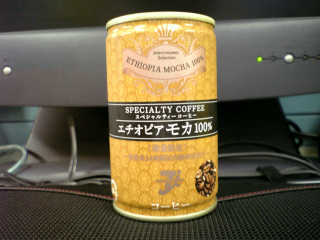 Selection
ETHIOPIA MOCHA 100%
SPECIALTY COFFEE
スペシャルティーコーヒー
エチオピアモカ100%
コーヒー